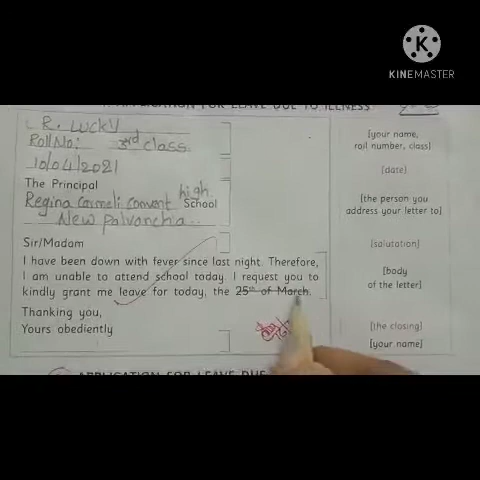 K
KINEMASTER
APPLICATION FOR LEAVE DUE TO ILLNESS
L R. Lucky
Roll No: 3rd class
10/04/2021
The Principal
Regina Carmeli Convent high School
New Palvancha..
Sir/Madam
I have been down with fever since last night. Therefore,
I am unable to attend school today. I request you to
kindly grant me leave for today, the 25th of March.
Thanking you,
Yours obediently
[your name,
roll number, class]
[date]
[the person you
address your letter to]
[salutation]
[body
of the letter]
[the closing]
[your name]
APPLICATION FOR LEAVE DUE